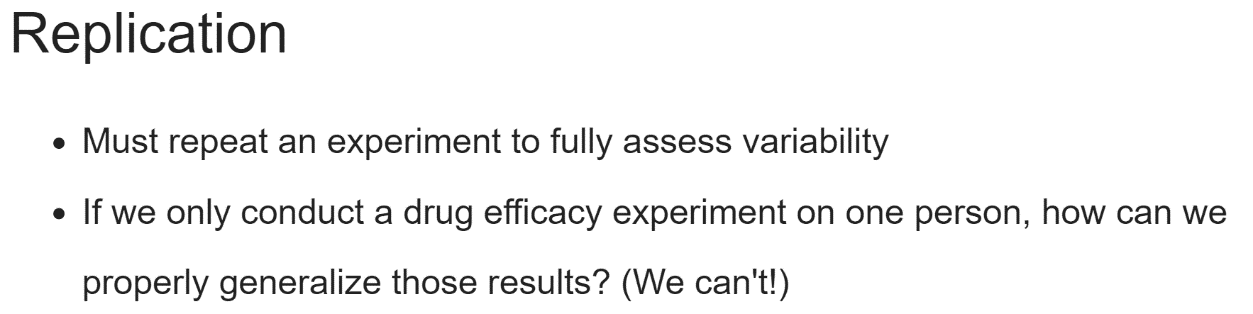 Replication
• Must repeat an experiment to fully assess variability
• If we only conduct a drug efficacy experiment on one person, how can we
properly generalize those results? (We can't!)